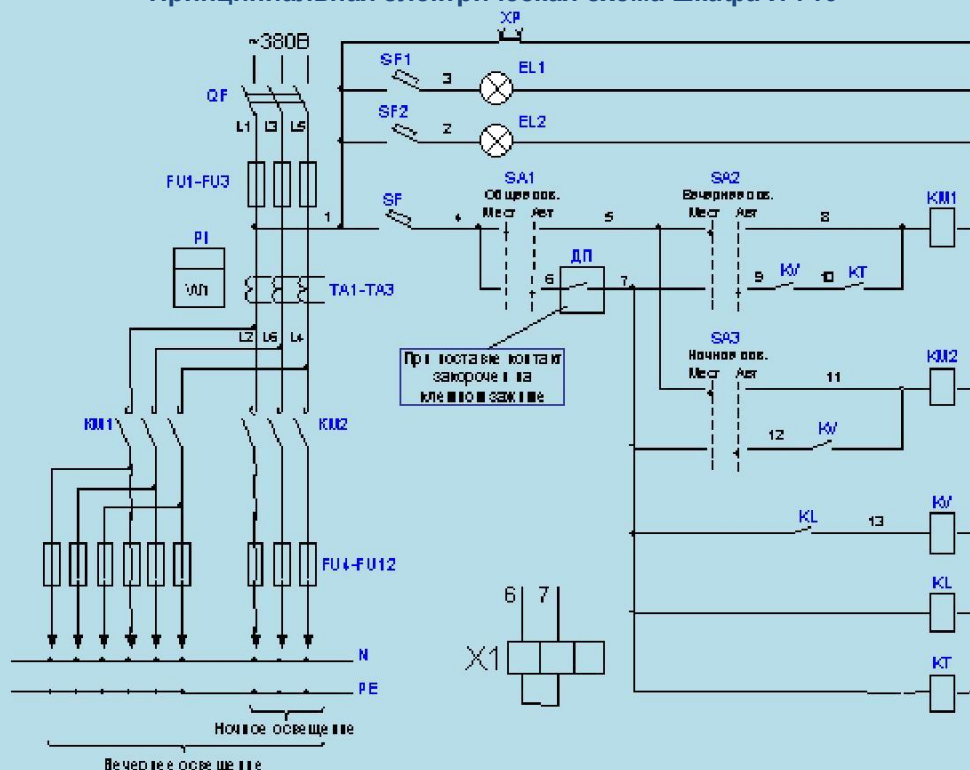 XP
~380В
SF1
3
EL1
QF
SF2
2
EL2
L1 L3 L5
FU1-FU3
SA1
Общее осв.
Мест Авт
SA2
Вечернее осв.
Мест Авт
KM1
1
SF
4
5
8
PI
Wh
ДП
6
7
9
KV
10
KT
TA1-TA3
L2 L6 L4
SA3
Ночное осв.
Мест Авт
KM2
При поставке контакт
закорочен на
клеммном зажиме
11
KM1
KM2
12
KV
KV
KL
13
FU4-FU12
6 7
KL
X1
N
KT
PE
Ночное освещение
Вечернее освещение